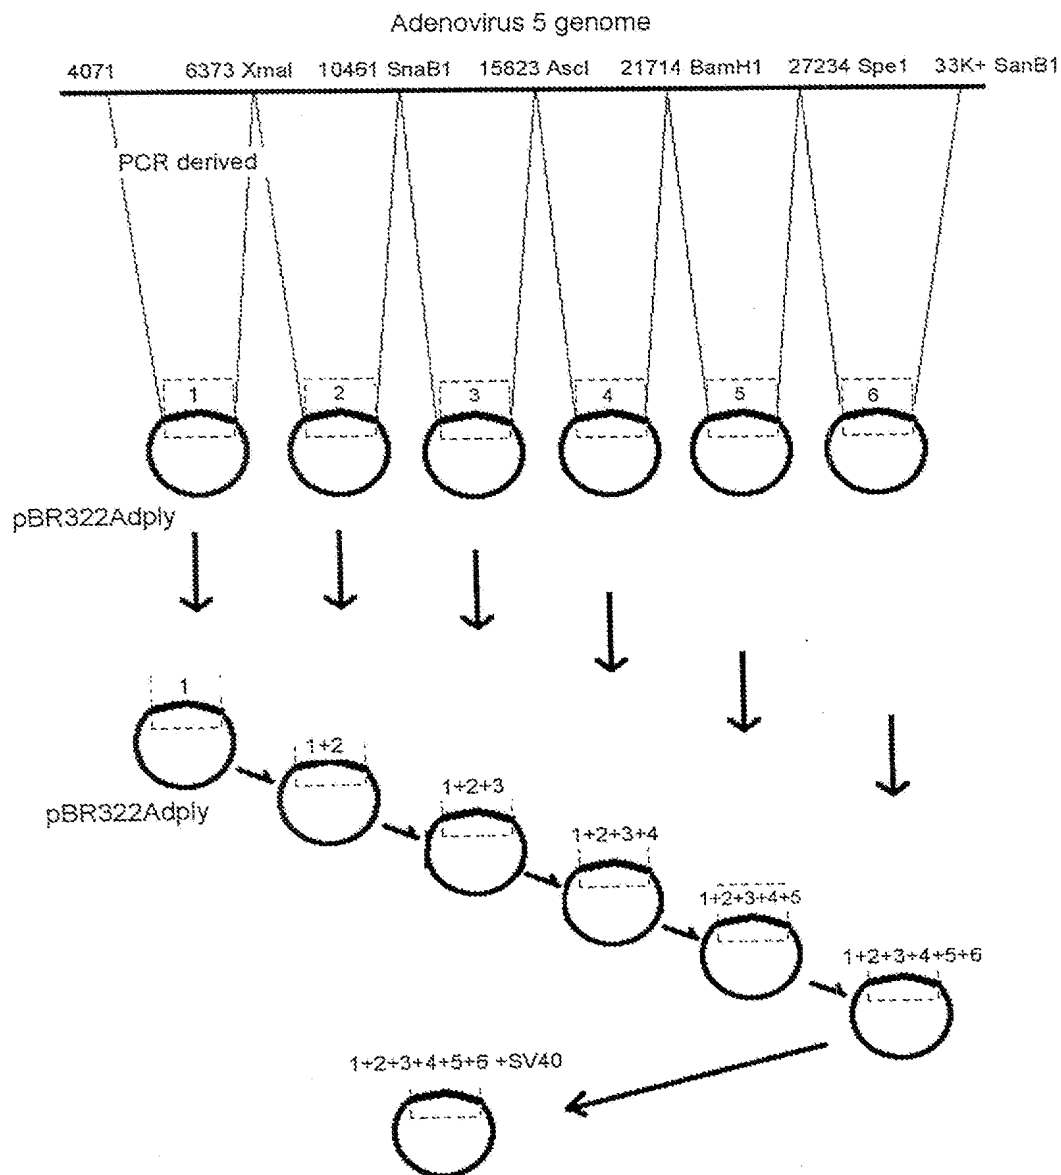 Adenovirus 5 genome
4071 6373 XmaI 10461 SnaB1 15623 AscI 21714 BamH1 27234 Spe1 33K+ SanB1
PCR derived
1 2 3 4 5 6
pBR322Adply
1
1+2
pBR322Adply
1+2+3
1+2+3+4
1+2+3+4+5
1+2+3+4+5+6
1+2+3+4+5+6 +SV40